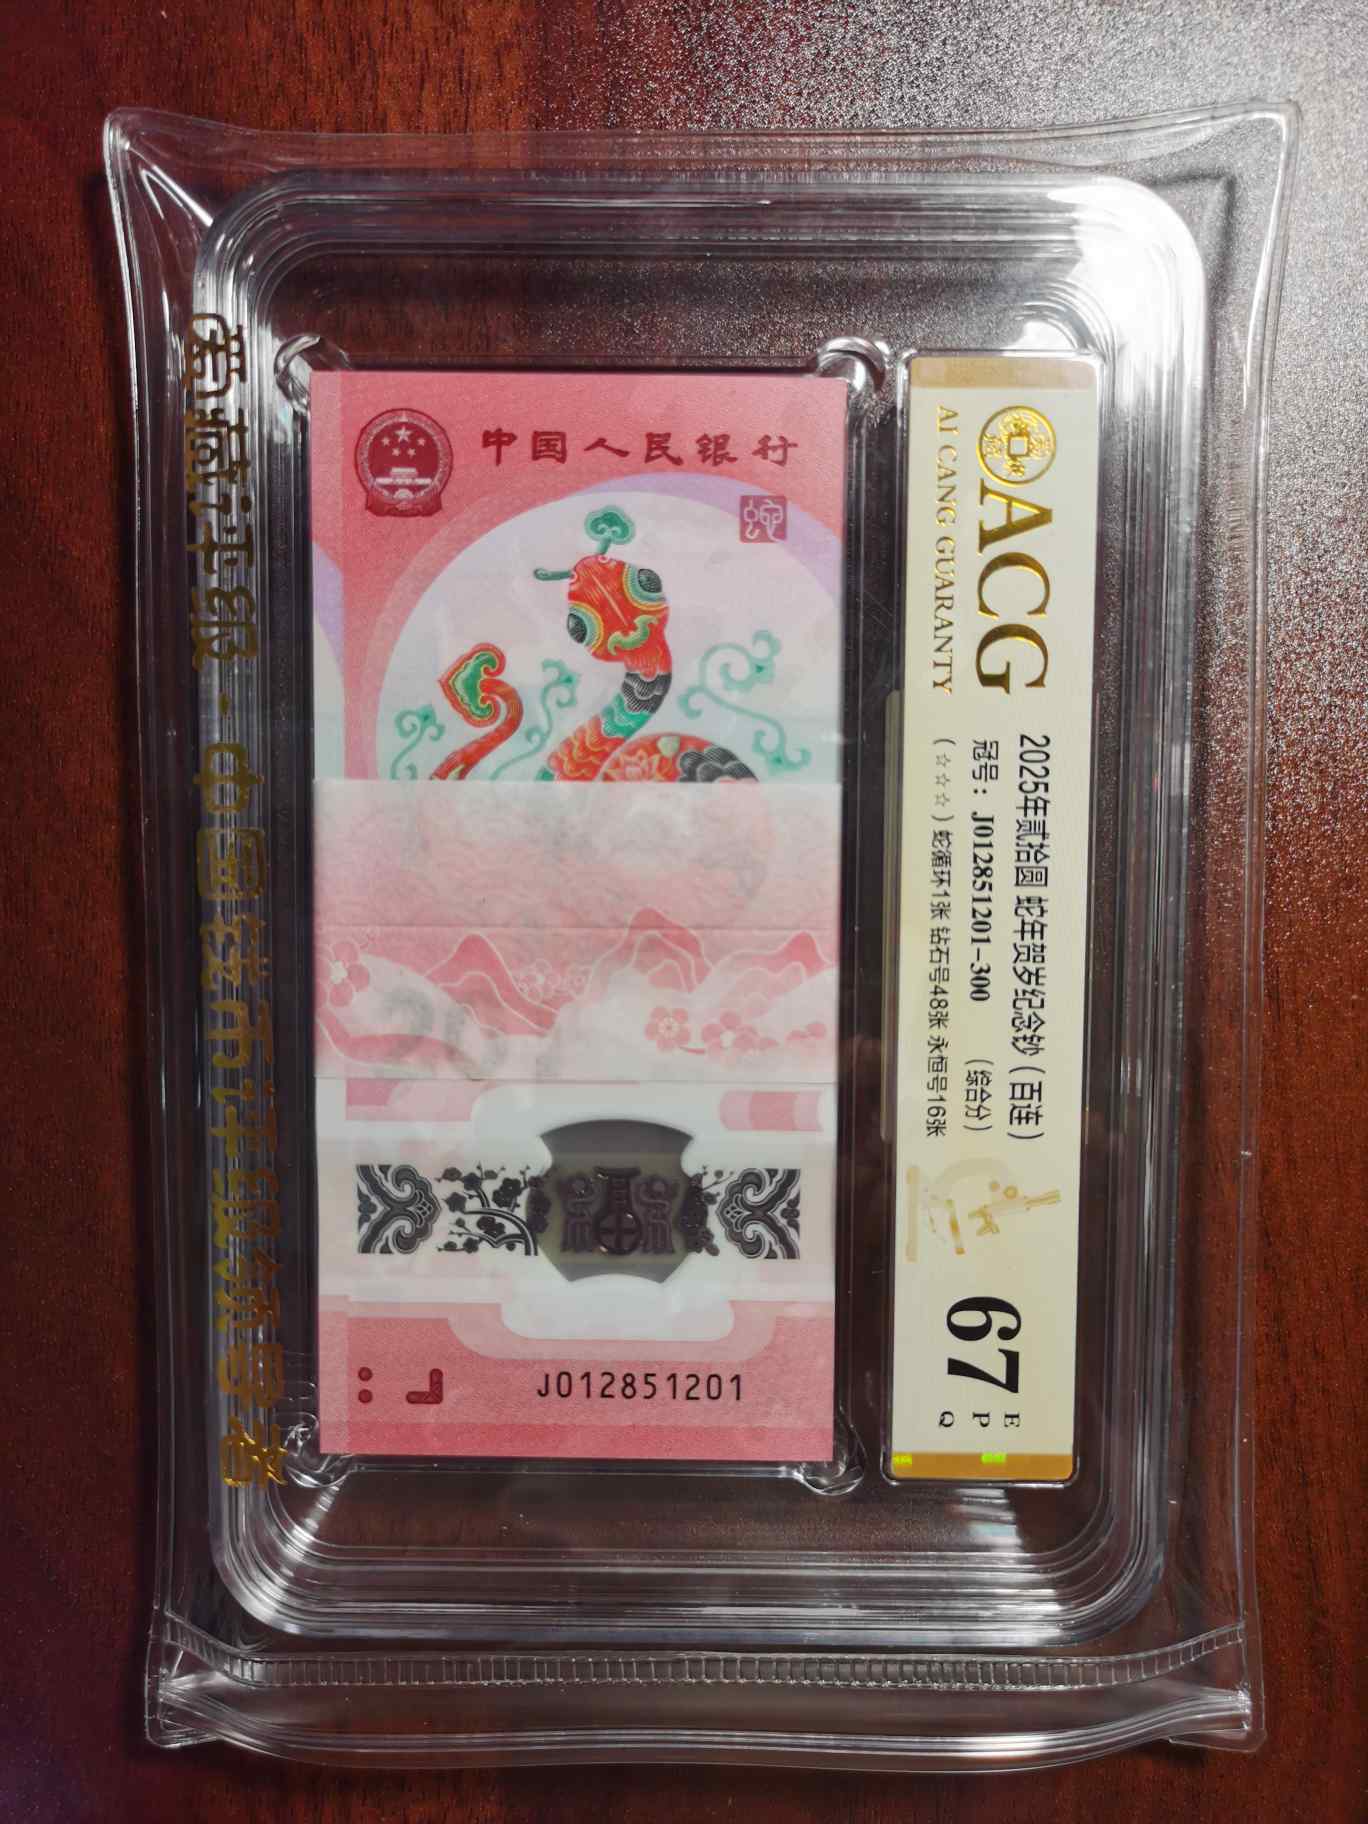 中国人民银行
蛇
J012851201
ACG
AI CANG GUARANTY
2025年贰拾圆 蛇年贺岁纪念钞（百连）
冠号：J012851201-300 （综合分）
（☆☆☆）蛇循环1张 钻石号48张 永恒号16张
67
E
P
Q
爱藏评级-中国钱币评级领导者